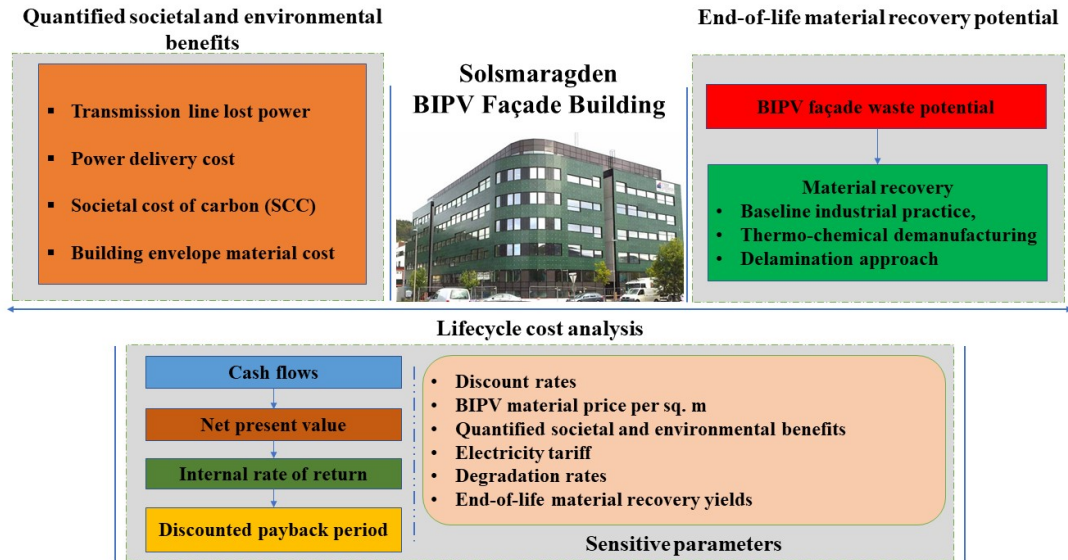 Quantified societal and environmental
benefits
▪ Transmission line lost power
▪ Power delivery cost
▪ Societal cost of carbon (SCC)
▪ Building envelope material cost
Solsmaragden
BIPV Façade Building
End-of-life material recovery potential
BIPV façade waste potential
Material recovery
• Baseline industrial practice,
• Thermo-chemical demanufacturing
• Delamination approach
Lifecycle cost analysis
Cash flows
Net present value
Internal rate of return
Discounted payback period
• Discount rates
• BIPV material price per sq. m
• Quantified societal and environmental benefits
• Electricity tariff
• Degradation rates
• End-of-life material recovery yields
Sensitive parameters